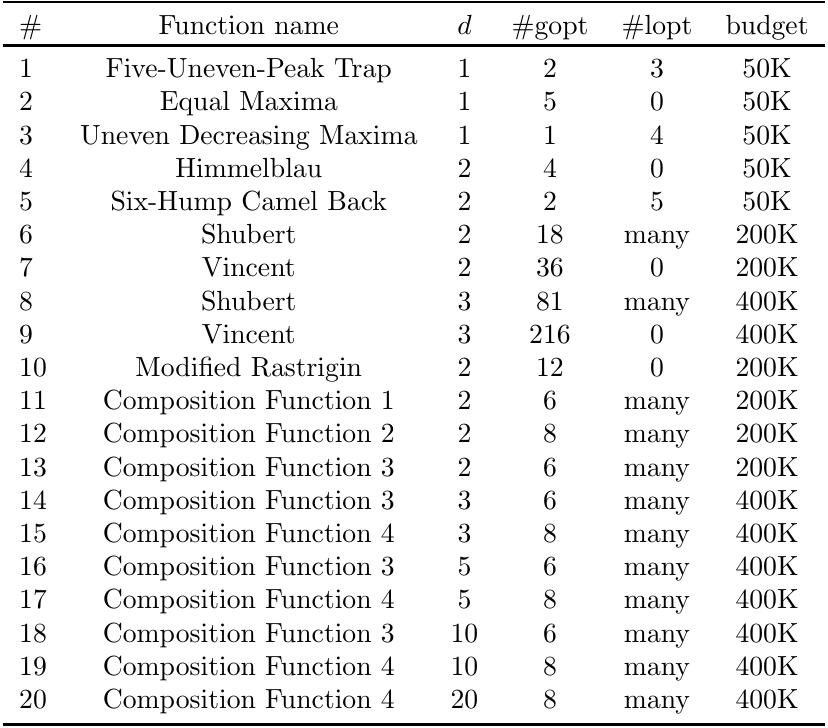 # Function name d #gopt #lopt budget
1 Five-Uneven-Peak Trap 1 2 3 50K
2 Equal Maxima 1 5 0 50K
3 Uneven Decreasing Maxima 1 1 4 50K
4 Himmelblau 2 4 0 50K
5 Six-Hump Camel Back 2 2 5 50K
6 Shubert 2 18 many 200K
7 Vincent 2 36 0 200K
8 Shubert 3 81 many 400K
9 Vincent 3 216 0 400K
10 Modified Rastrigin 2 12 0 200K
11 Composition Function 1 2 6 many 200K
12 Composition Function 2 2 8 many 200K
13 Composition Function 3 2 6 many 200K
14 Composition Function 3 3 6 many 400K
15 Composition Function 4 3 8 many 400K
16 Composition Function 3 5 6 many 400K
17 Composition Function 4 5 8 many 400K
18 Composition Function 3 10 6 many 400K
19 Composition Function 4 10 8 many 400K
20 Composition Function 4 20 8 many 400K